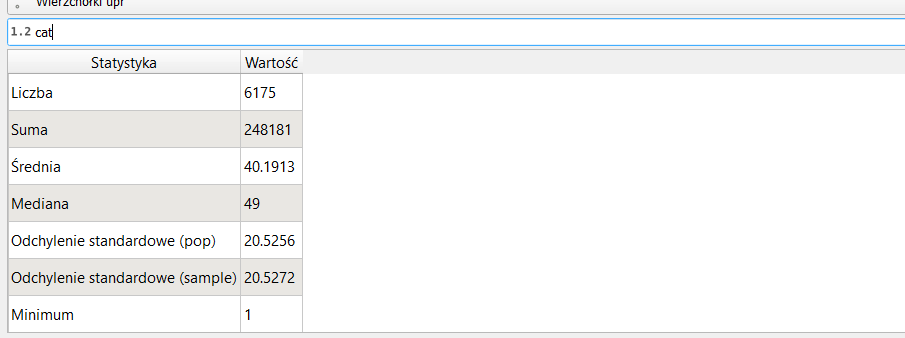 Wierzchołki upr
1.2 cat
Statystyka Wartość
Liczba 6175
Suma 248181
Średnia 40.1913
Mediana 49
Odchylenie standardowe (pop) 20.5256
Odchylenie standardowe (sample) 20.5272
Minimum 1